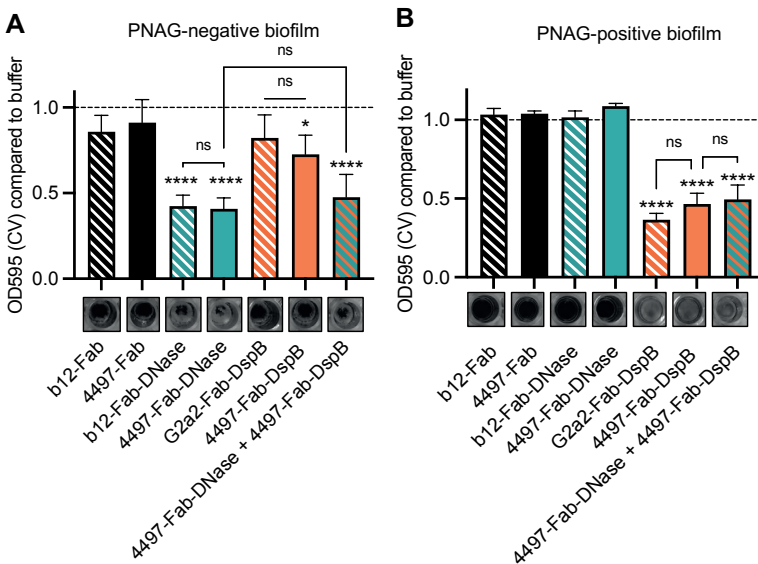 A
PNAG-negative biofilm
ns
ns
ns
*
****
****
****
OD595 (CV) compared to buffer
1.0
0.5
0.0
b12-Fab
4497-Fab
b12-Fab-DNase
4497-Fab-DNase
G2a2-Fab-DspB
4497-Fab-DspB
4497-Fab-DNase + 4497-Fab-DspB
B
PNAG-positive biofilm
ns
ns
****
****
****
OD595 (CV) compared to buffer
1.0
0.5
0.0
b12-Fab
4497-Fab
b12-Fab-DNase
4497-Fab-DNase
G2a2-Fab-DspB
4497-Fab-DspB
4497-Fab-DNase + 4497-Fab-DspB